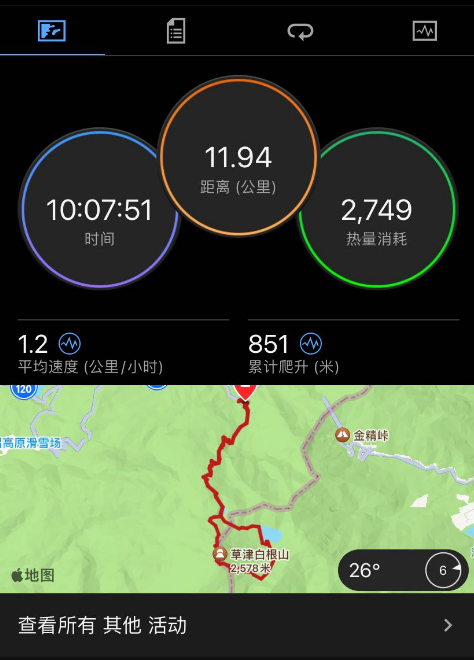 11.94
距离 (公里)
10:07:51
时间
2,749
热量消耗
1.2
平均速度 (公里/小时)
851
累计爬升 (米)
120
高原滑雪场
金精峠
草津白根山
2,578米
地图
26°
6
查看所有 其他 活动